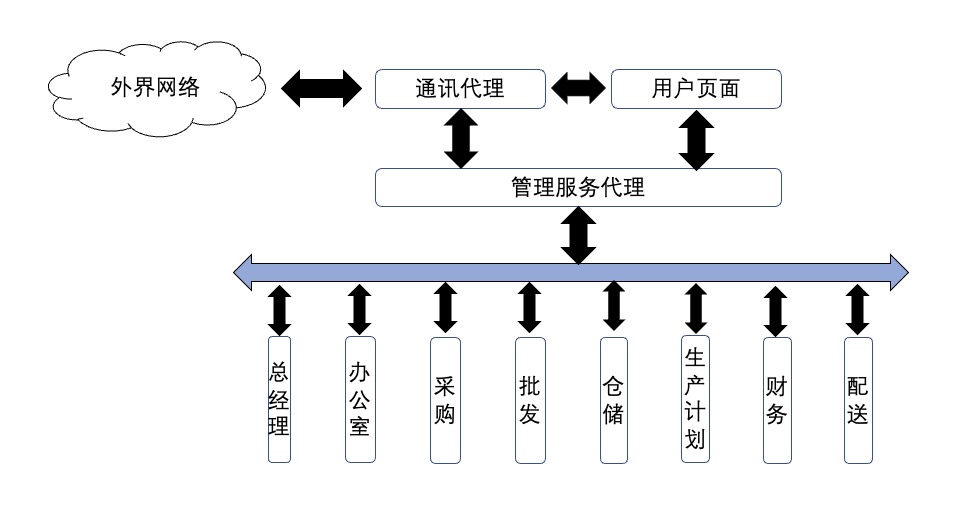 外界网络
通讯代理
用户页面
管理服务代理
总经理
办公室
采购
批发
仓储
生产计划
财务
配送